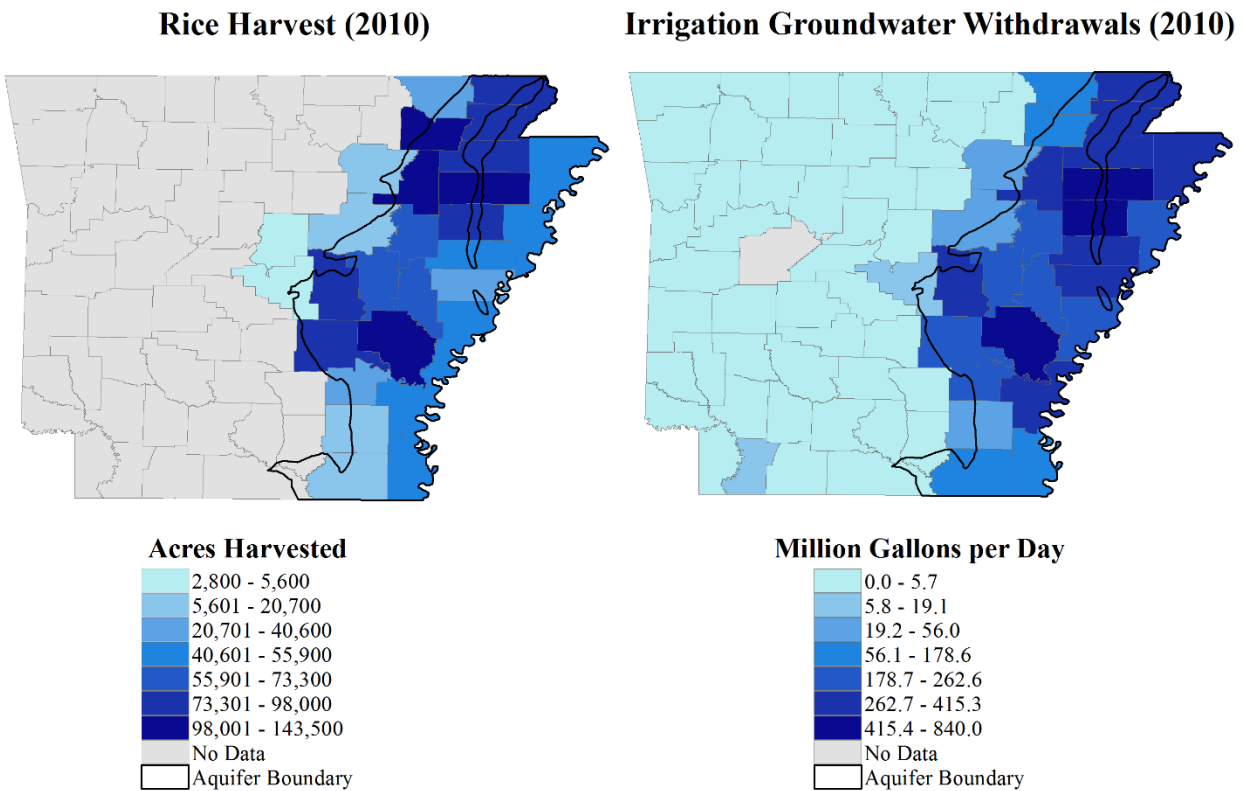 Rice Harvest (2010)
Irrigation Groundwater Withdrawals (2010)
Acres Harvested
2,800 - 5,600
5,601 - 20,700
20,701 - 40,600
40,601 - 55,900
55,901 - 73,300
73,301 - 98,000
98,001 - 143,500
No Data
Aquifer Boundary
Million Gallons per Day
0.0 - 5.7
5.8 - 19.1
19.2 - 56.0
56.1 - 178.6
178.7 - 262.6
262.7 - 415.3
415.4 - 840.0
No Data
Aquifer Boundary